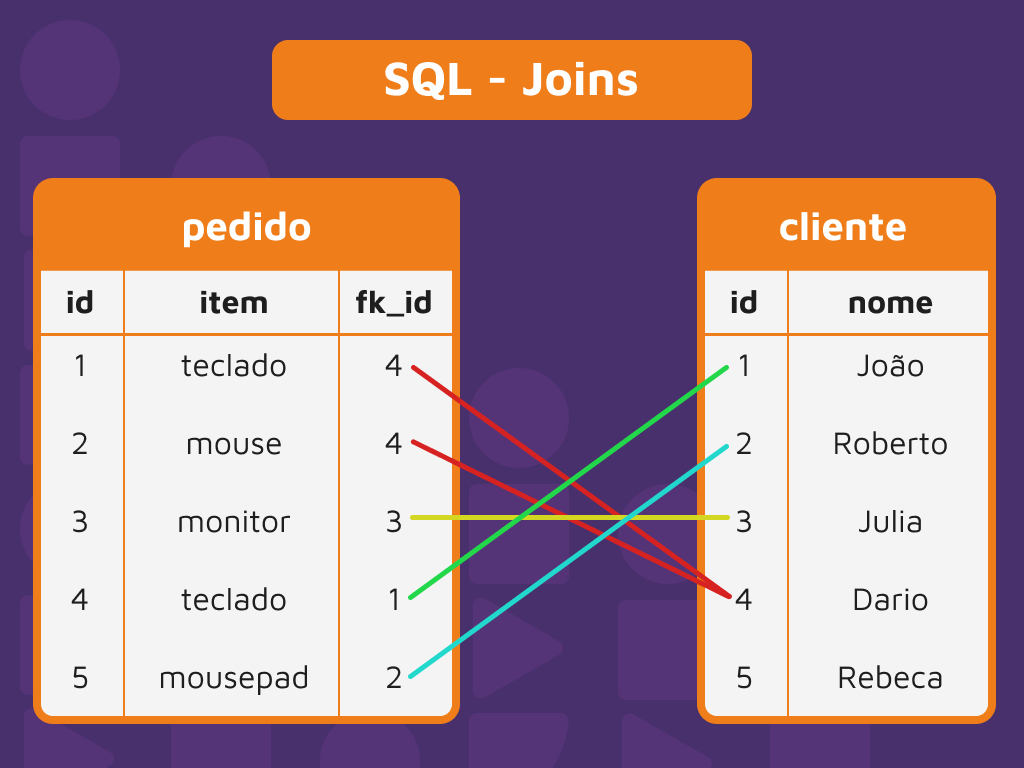 SQL - Joins
pedido
id item fk_id
1 teclado 4
2 mouse 4
3 monitor 3
4 teclado 1
5 mousepad 2
cliente
id nome
1 João
2 Roberto
3 Julia
4 Dario
5 Rebeca